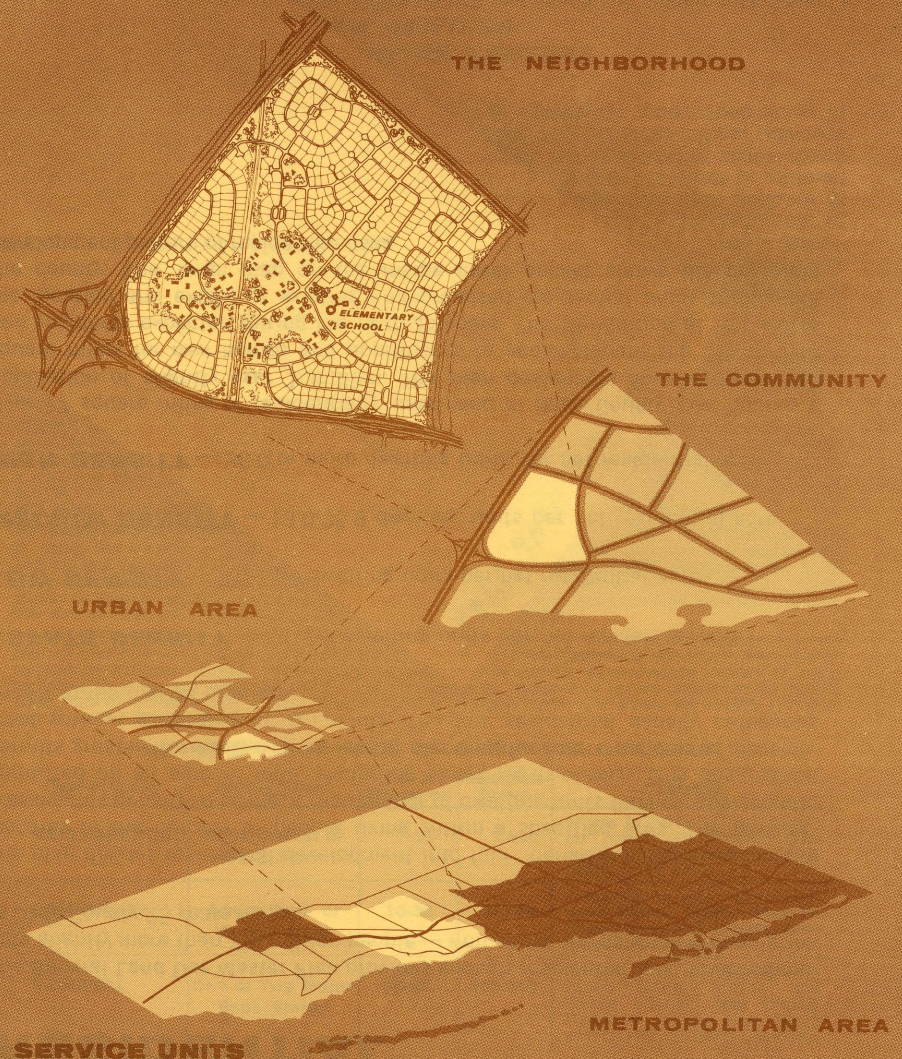 THE NEIGHBORHOOD
ELEMENTARY
SCHOOL
THE COMMUNITY
URBAN AREA
METROPOLITAN AREA
SERVICE UNITS